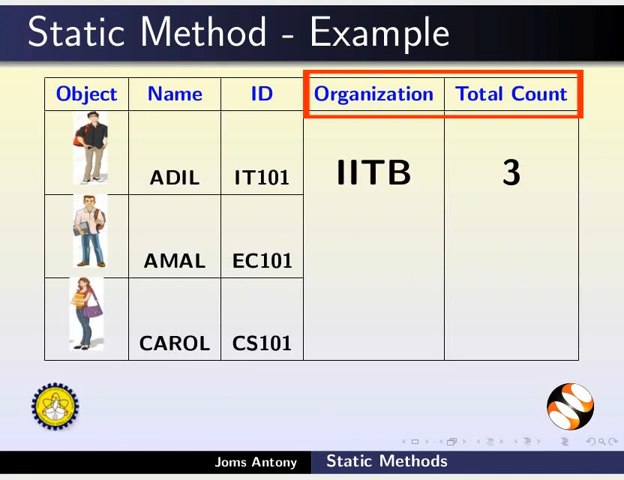 Static Method - Example
Object Name ID Organization Total Count
ADIL IT101 IITB 3
AMAL EC101
CAROL CS101
Joms Antony Static Methods